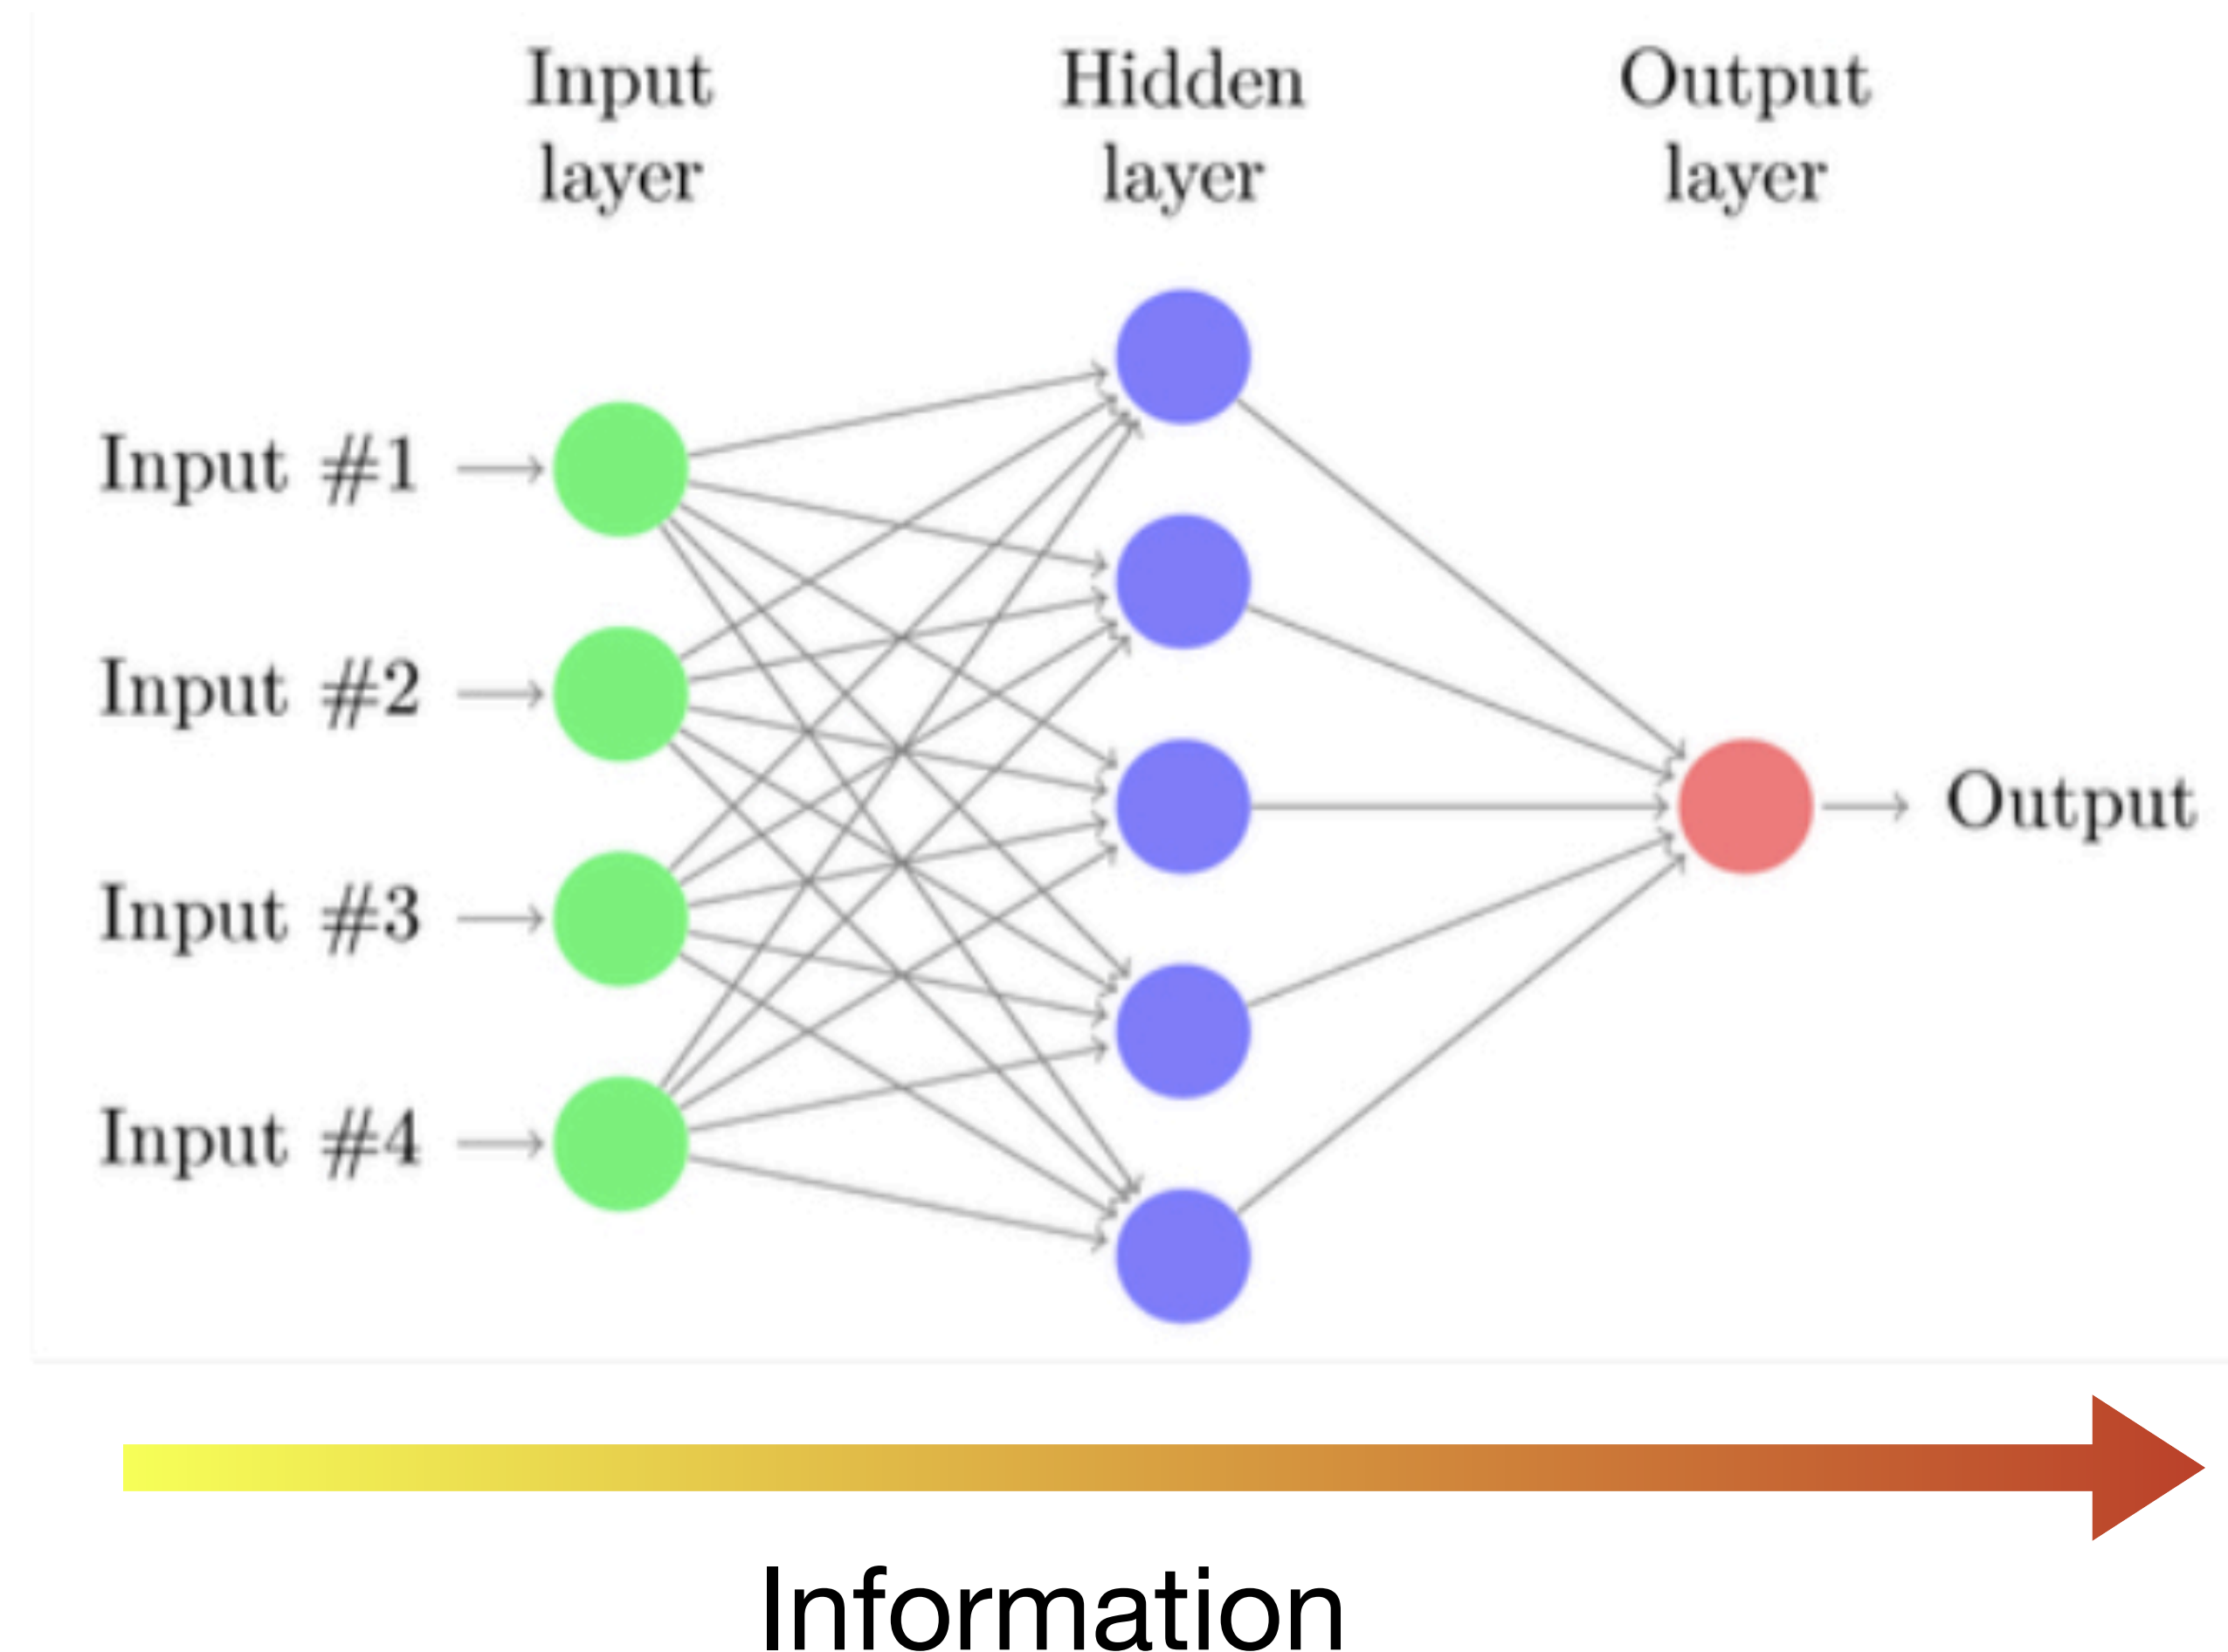 Input
layer
Hidden
layer
Output
layer
Input #1
Input #2
Input #3
Input #4
Output
Information